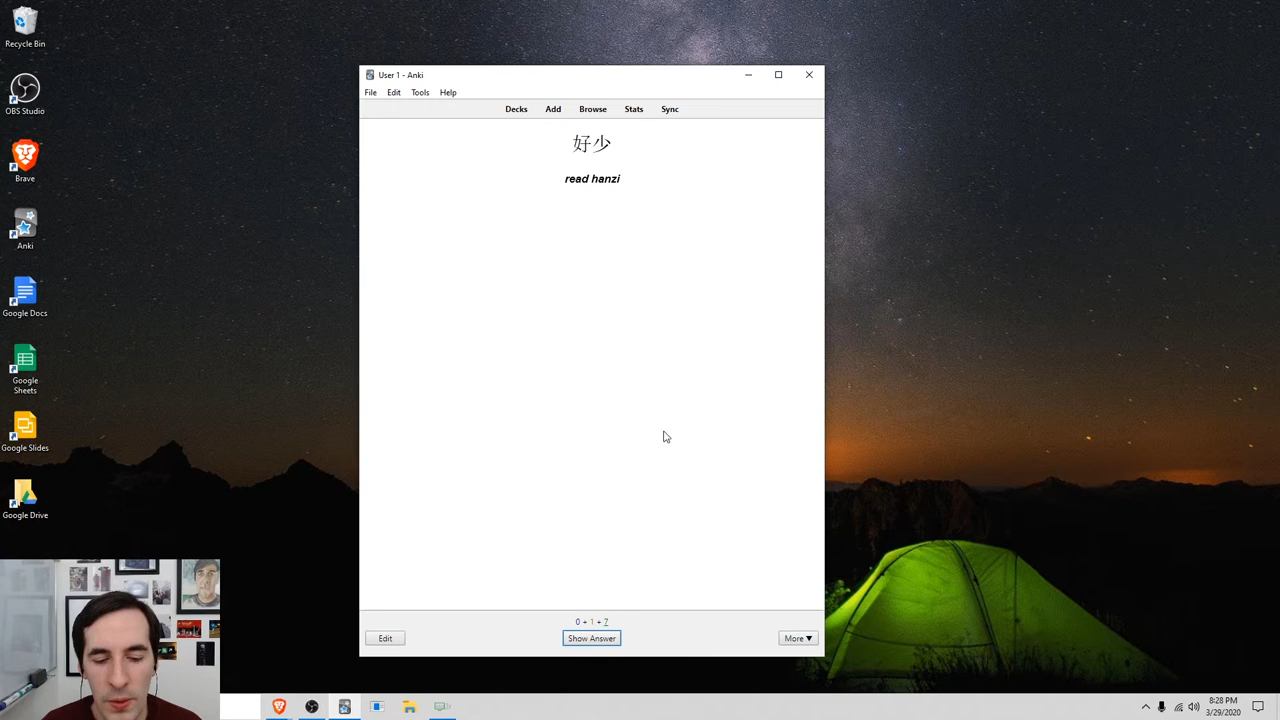 Recycle Bin
OBS Studio
Brave
Anki
Google Docs
Google
Sheets
Google Slides
Google Drive
User 1 - Anki
File Edit Tools Help
Decks Add Browse Stats Sync
好少
read hanzi
0 + 1 + 7
Edit
Show Answer
More ▼
8:28 PM
3/29/2020